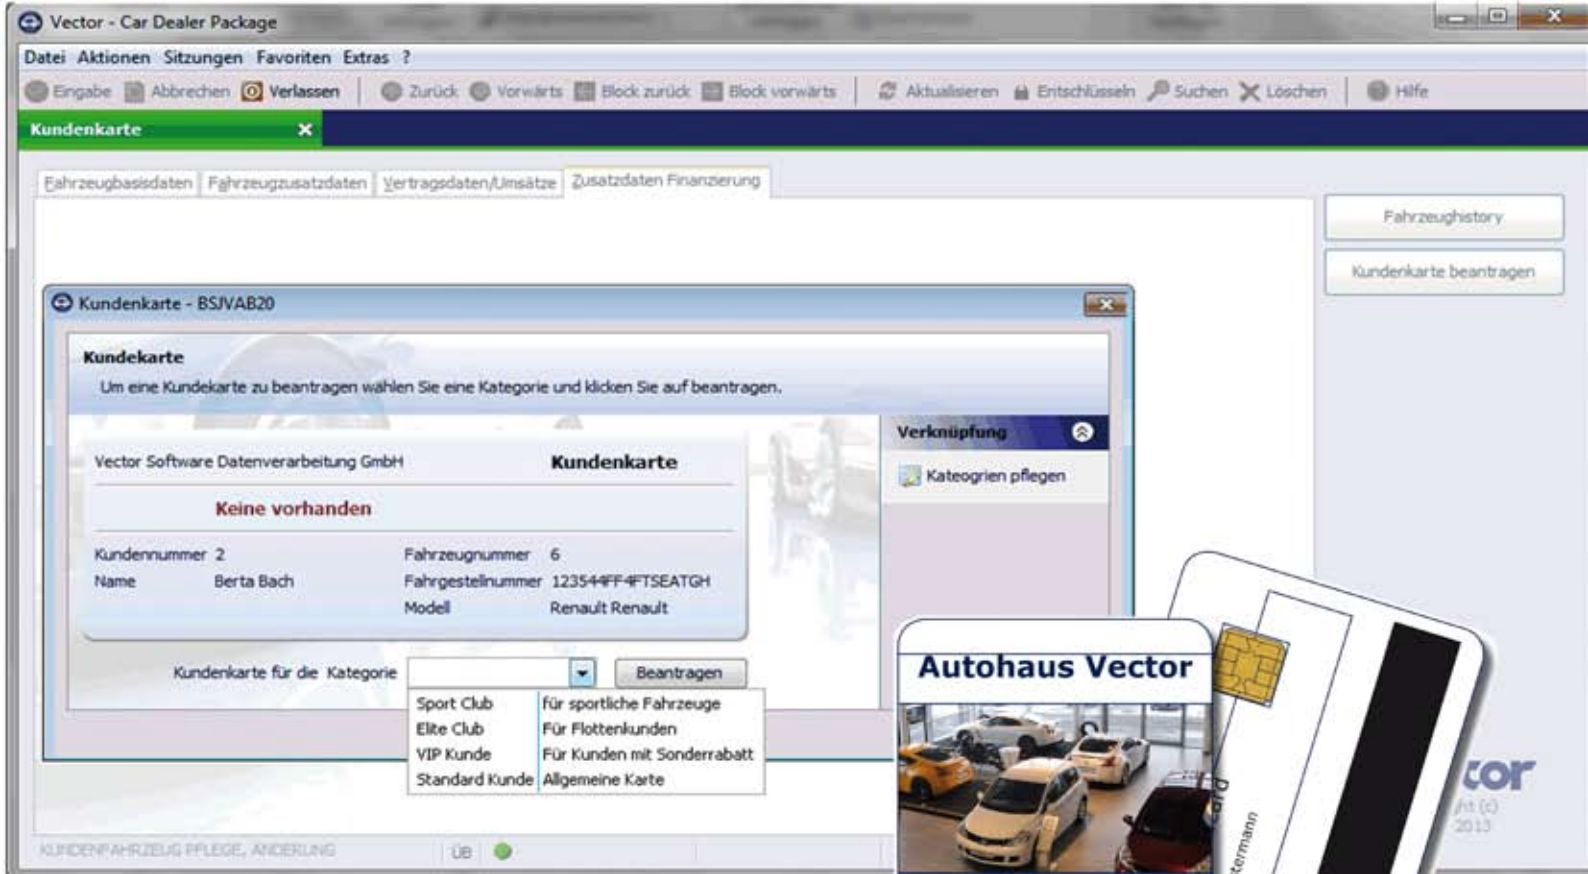 Vector - Car Dealer Package
Datei Aktionen Sitzungen Favoriten Extras ?
Eingabe Abbrechen Verlassen Zurück Vorwärts Block zurück Block vorwärts Aktualisieren Entschlüsseln Suchen Löschen Hilfe
Kundenkarte
Fahrzeugbasisdaten Fahrzeugzusatzdaten Vertragsdaten/Umsätze Zusatzdaten Finanzierung
Fahrzeughistory
Kundenkarte beantragen
Kundenkarte - BSJVAB20
Kundekarte
Um eine Kundekarte zu beantragen wählen Sie eine Kategorie und klicken Sie auf beantragen.
Verknüpfung
Kateogrien pflegen
Vector Software Datenverarbeitung GmbH Kundenkarte
Keine vorhanden
Kundennummer 2 Fahrzeugnummer 6
Name Berta Bach Fahrgestellnummer 123544FF4FTSEATGH
Modell Renault Renault
Kundenkarte für die Kategorie Beantragen
Sport Club für sportliche Fahrzeuge
Elite Club Für Flottenkunden
VIP Kunde Für Kunden mit Sonderrabatt
Standard Kunde Allgemeine Karte
Autohaus Vector
KUNDENFAHRZEUG PFLEGE, ÄNDERUNG ÜB
2013